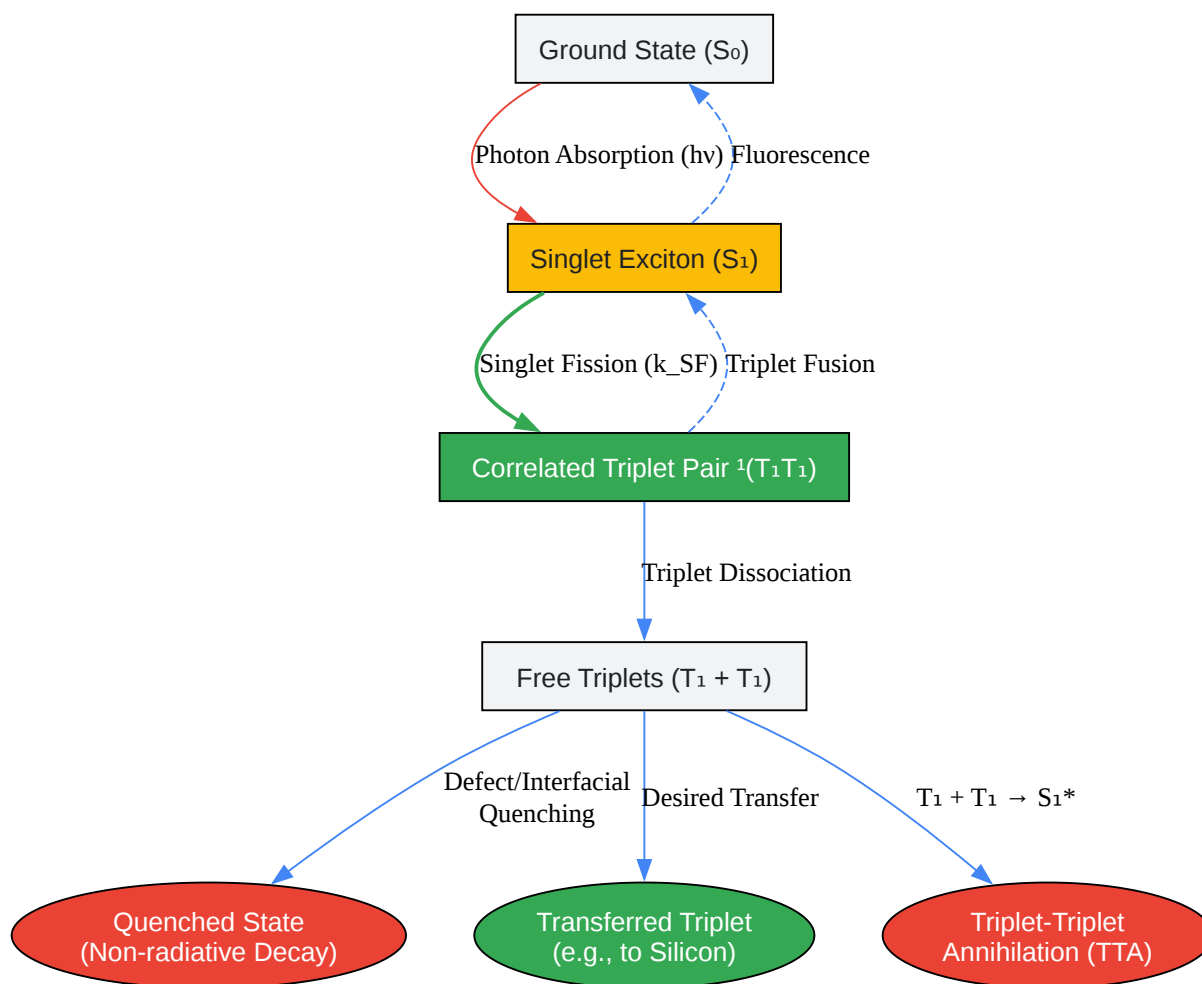 Ground State (S₀)
Photon Absorption (hν)
Fluorescence
Singlet Exciton (S₁)
Singlet Fission (k_SF)
Triplet Fusion
Correlated Triplet Pair ¹(T₁T₁)
Triplet Dissociation
Free Triplets (T₁ + T₁)
Defect/Interfacial
Quenching
Desired Transfer
T₁ + T₁ → S₁*
Quenched State
(Non-radiative Decay)
Transferred Triplet
(e.g., to Silicon)
Triplet-Triplet
Annihilation (TTA)